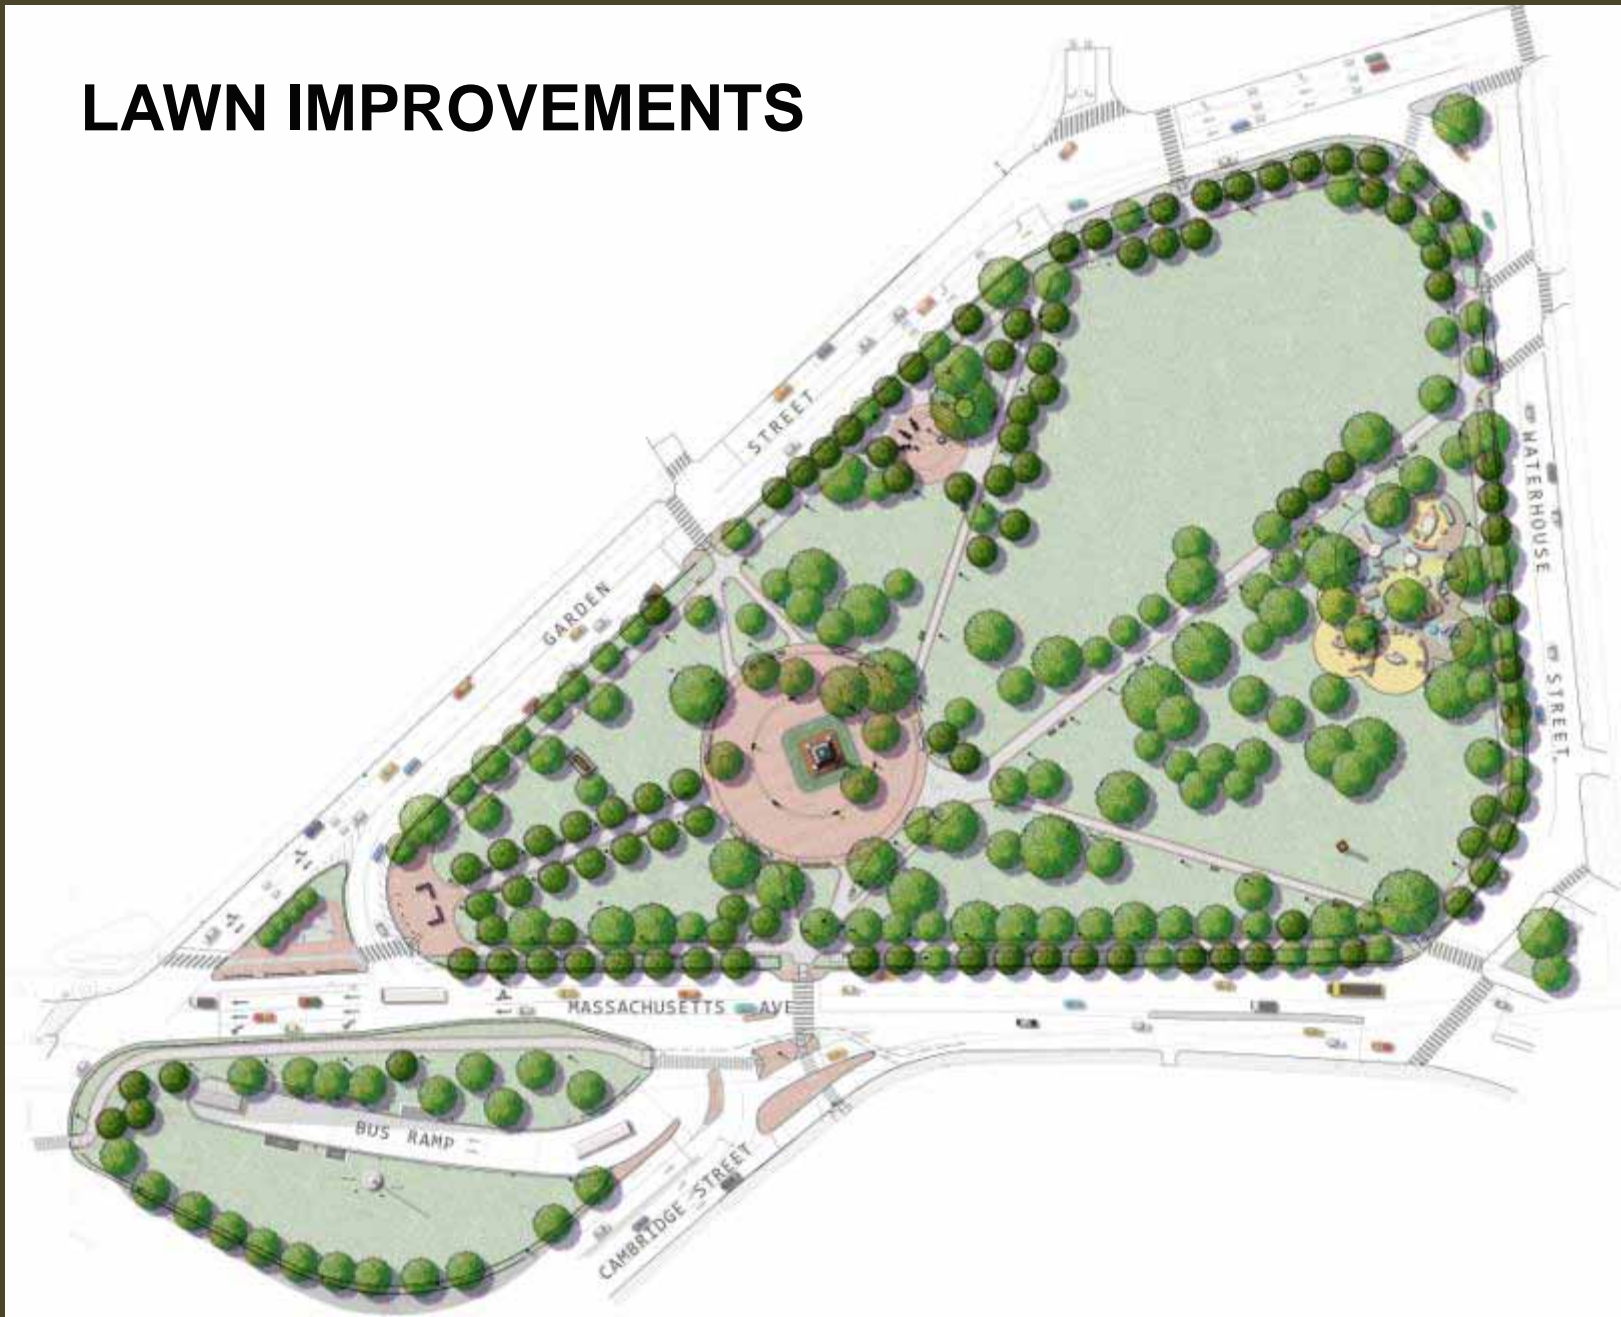 LAWN IMPROVEMENTS
STREET
GARDEN
WATERHOUSE
STREET
MASSACHUSETTS AVE
BUS RAMP
CAMBRIDGE STREET